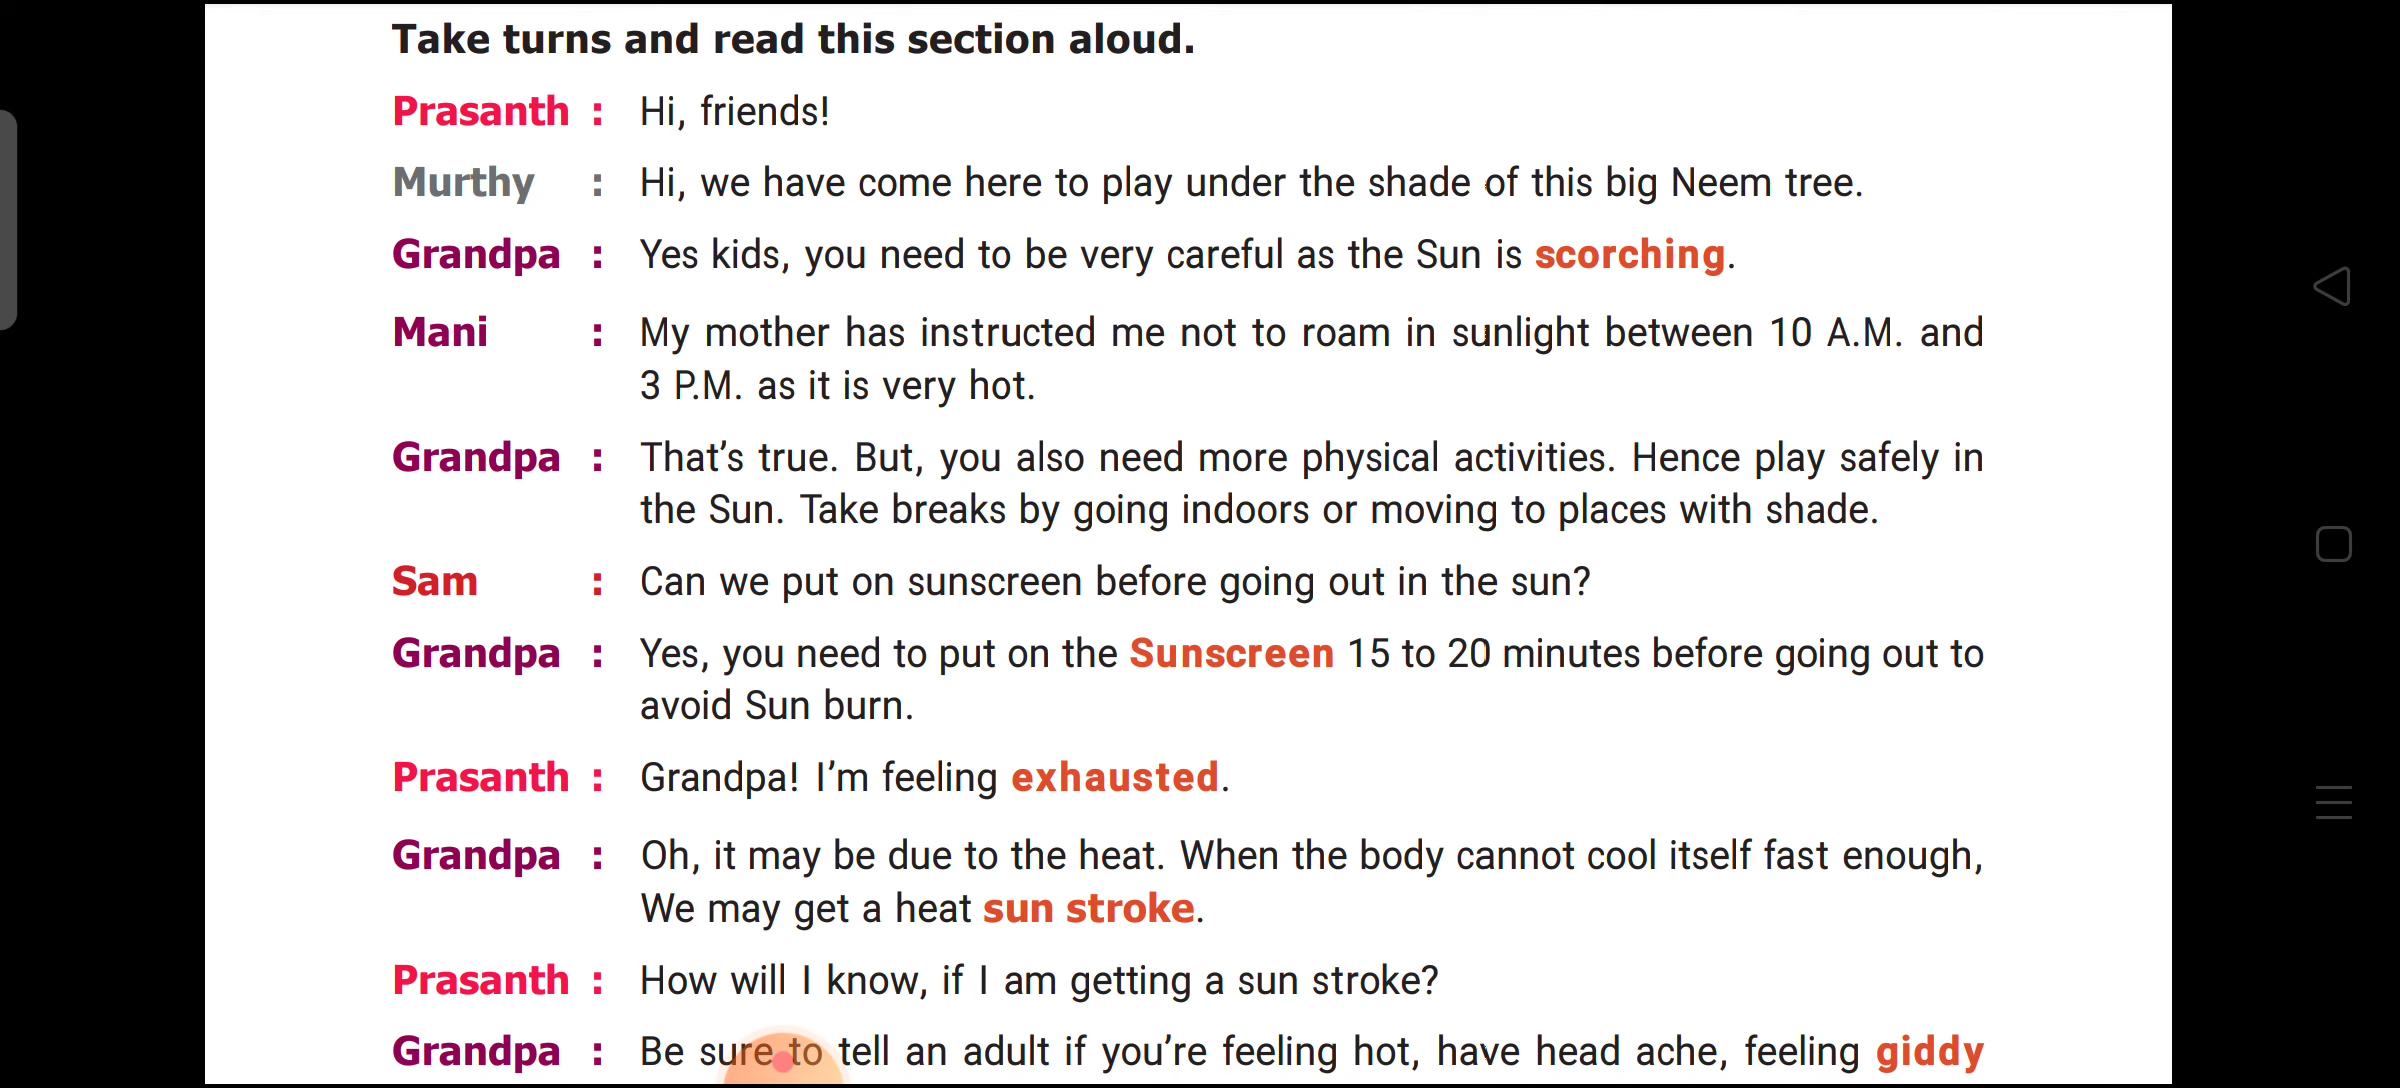 Take turns and read this section aloud.
Prasanth : Hi, friends!
Murthy : Hi, we have come here to play under the shade of this big Neem tree.
Grandpa : Yes kids, you need to be very careful as the Sun is scorching.
Mani : My mother has instructed me not to roam in sunlight between 10 A.M. and
3 P.M. as it is very hot.
Grandpa : That's true. But, you also need more physical activities. Hence play safely in
the Sun. Take breaks by going indoors or moving to places with shade.
Sam : Can we put on sunscreen before going out in the sun?
Grandpa : Yes, you need to put on the Sunscreen 15 to 20 minutes before going out to
avoid Sun burn.
Prasanth : Grandpa! I'm feeling exhausted.
Grandpa : Oh, it may be due to the heat. When the body cannot cool itself fast enough,
We may get a heat sun stroke.
Prasanth : How will I know, if I am getting a sun stroke?
Grandpa : Be sure to tell an adult if you're feeling hot, have head ache, feeling giddy